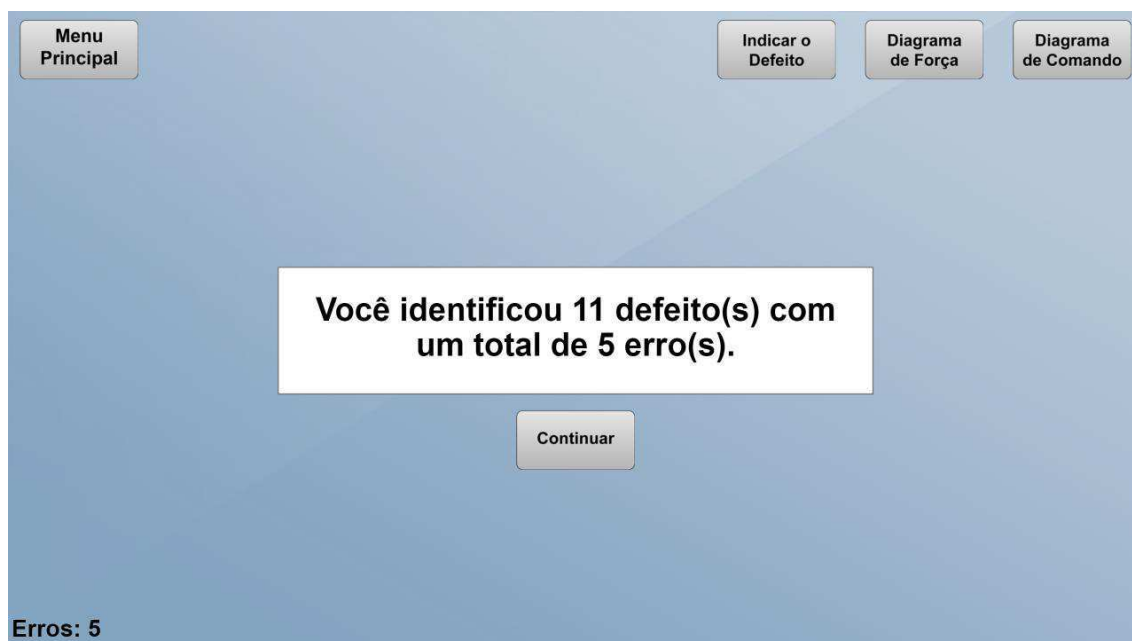 Menu
Principal
Indicar o
Defeito
Diagrama
de Força
Diagrama
de Comando
Você identificou 11 defeito(s) com
um total de 5 erro(s).
Continuar
Erros: 5